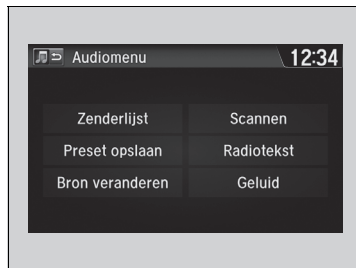 Audiomenu 12:34
Zenderlijst Scannen
Preset opslaan Radiotekst
Bron veranderen Geluid